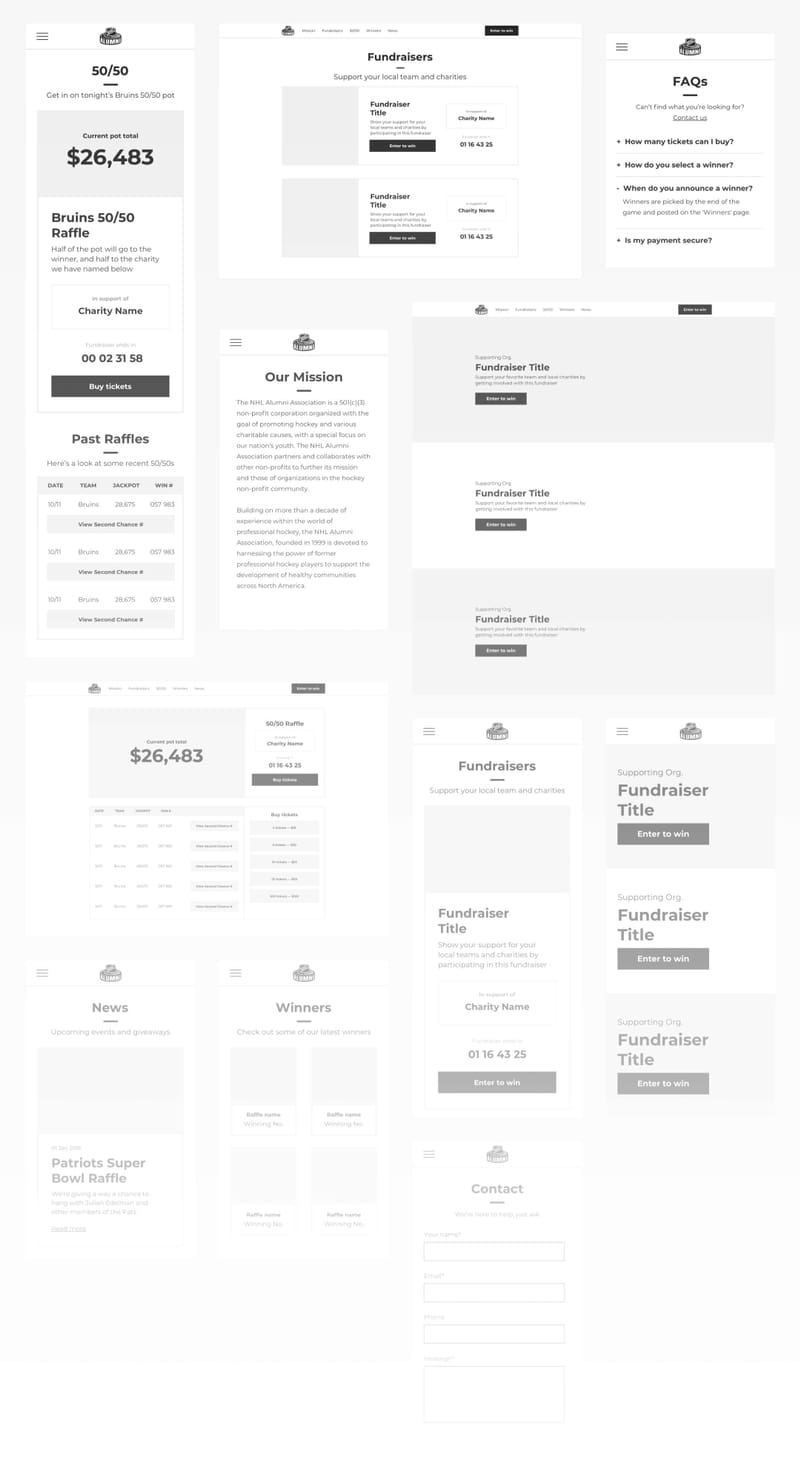 ALUMNI
50/50
Get in on tonight's Bruins 50/50 pot
Current pot total
$26,483
Bruins 50/50
Raffle
Half of the pot will go to the
winner, and half to the charity
we have named below
In support of
Charity Name
Fundraiser ends in
00 02 31 58
Buy tickets
Past Raffles
Here's a look at some recent 50/50s
DATE TEAM JACKPOT WIN #
10/11 Bruins 28,675 057 983
View Second Chance #
10/11 Bruins 28,675 057 983
View Second Chance #
10/11 Bruins 28,675 057 983
View Second Chance #
Mission Fundraisers 50/50 Winners News
Enter to win
Fundraisers
Support your local team and charities
Fundraiser
Title
Show your support for your
local teams and charities by
participating in this fundraiser
Enter to win
In support of
Charity Name
Fundraiser ends in
01 16 43 25
Fundraiser
Title
Show your support for your
local teams and charities by
participating in this fundraiser
Enter to win
In support of
Charity Name
Fundraiser ends in
01 16 43 25
ALUMNI
FAQs
Can't find what you're looking for?
Contact us
+ How many tickets can I buy?
+ How do you select a winner?
- When do you announce a winner?
Winners are picked by the end of the
game and posted on the 'Winners' page.
+ Is my payment secure?
ALUMNI
Our Mission
The NHL Alumni Association is a 501(c)(3)
non-profit corporation organized with the
goal of promoting hockey and various
charitable causes, with a special focus on
our nation's youth. The NHL Alumni
Association partners and collaborates with
other non-profits to further its mission
and those of organizations in the hockey
non-profit community.
Building on more than a decade of
experience within the world of
professional hockey, the NHL Alumni
Association, founded in 1999 is devoted to
harnessing the power of former
professional hockey players to support the
development of healthy communities
across North America.
Mission Fundraisers 50/50 Winners News
Enter to win
Supporting Org.
Fundraiser Title
Support your favorite team and local charities by
getting involved with this fundraiser
Enter to win
Supporting Org.
Fundraiser Title
Support your favorite team and local charities by
getting involved with this fundraiser
Enter to win
Supporting Org.
Fundraiser Title
Support your favorite team and local charities by
getting involved with this fundraiser
Enter to win
Mission Fundraisers 50/50 Winners News
Enter to win
Current pot total
$26,483
50/50 Raffle
In support of
Charity Name
01 16 43 25
Buy tickets
DATE TEAM JACKPOT WIN #
View Second Chance #
View Second Chance #
View Second Chance #
View Second Chance #
View Second Chance #
Buy tickets
ALUMNI
Fundraisers
Support your local team and charities
Fundraiser
Title
Show your support for your
local teams and charities by
participating in this fundraiser
In support of
Charity Name
Fundraiser ends in
01 16 43 25
Enter to win
ALUMNI
Supporting Org.
Fundraiser
Title
Enter to win
Supporting Org.
Fundraiser
Title
Enter to win
Supporting Org.
Fundraiser
Title
Enter to win
ALUMNI
News
Upcoming events and giveaways
Patriots Super
Bowl Raffle
We're giving a way a chance to
hang with Julian Edelman and
other members of the Pats
Read more
ALUMNI
Winners
Check out some of our latest winners
Raffle name
Winning No.
Raffle name
Winning No.
Raffle name
Winning No.
Raffle name
Winning No.
ALUMNI
Contact
We're here to help, just ask
Your name*
Email*
Phone
Message*